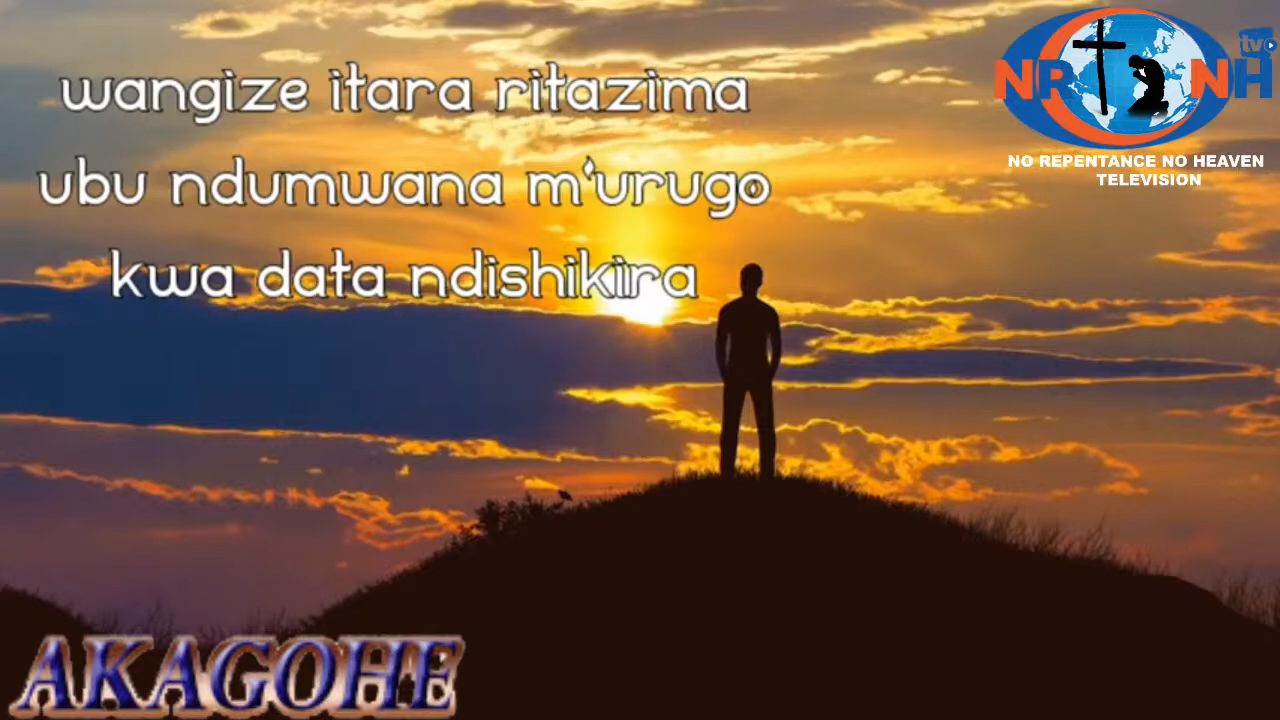 wangize itara ritazima
ubu ndumwana m'urugo
kwa data ndishikira
NR NH
tv
NO REPENTANCE NO HEAVEN
TELEVISION
AKAGOHE